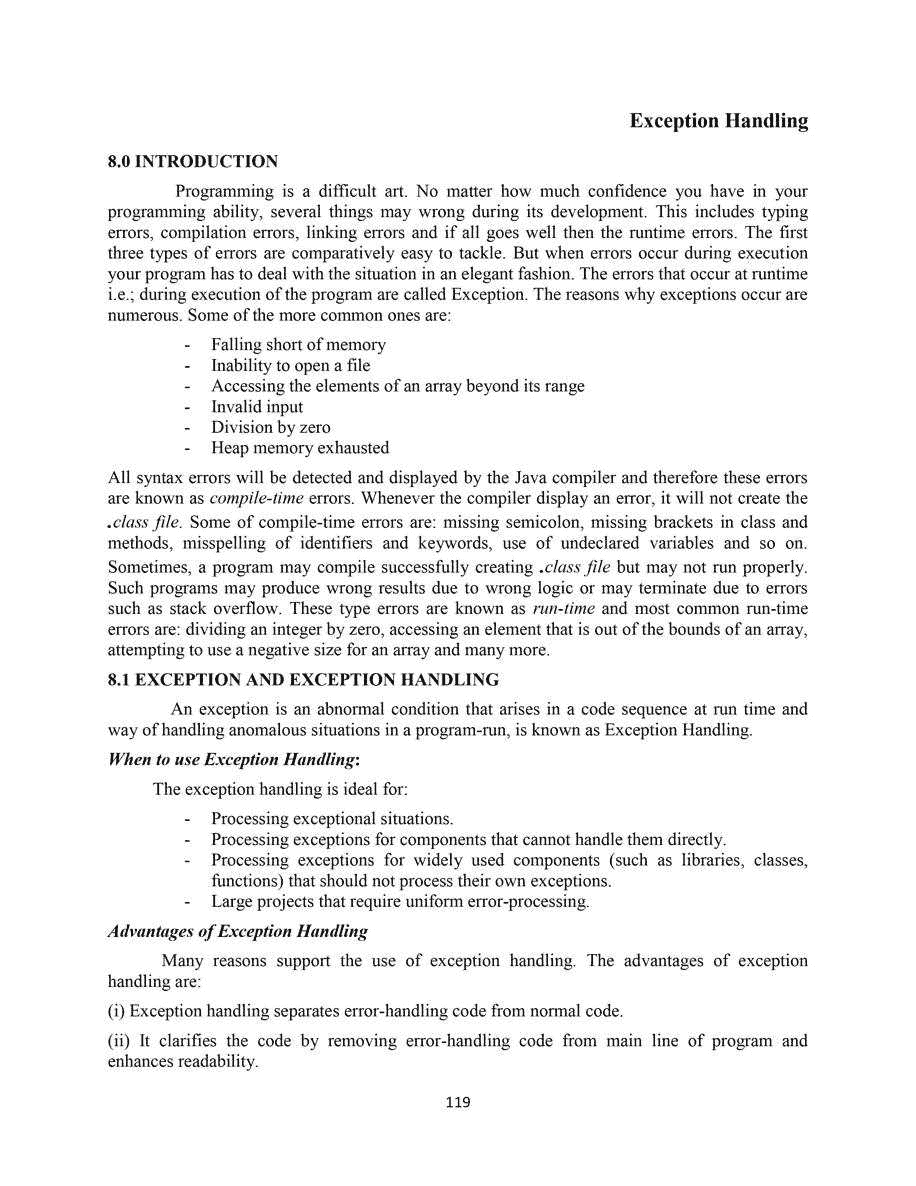 Exception Handling
8.0 INTRODUCTION
Programming is a difficult art. No matter how much confidence you have in your
programming ability, several things may wrong during its development. This includes typing
errors, compilation errors, linking errors and if all goes well then the runtime errors. The first
three types of errors are comparatively easy to tackle. But when errors occur during execution
your program has to deal with the situation in an elegant fashion. The errors that occur at runtime
i.e.; during execution of the program are called Exception. The reasons why exceptions occur are
numerous. Some of the more common ones are:
- Falling short of memory
- Inability to open a file
- Accessing the elements of an array beyond its range
- Invalid input
- Division by zero
- Heap memory exhausted
All syntax errors will be detected and displayed by the Java compiler and therefore these errors
are known as compile-time errors. Whenever the compiler display an error, it will not create the
.class file. Some of compile-time errors are: missing semicolon, missing brackets in class and
methods, misspelling of identifiers and keywords, use of undeclared variables and so on.
Sometimes, a program may compile successfully creating .class file but may not run properly.
Such programs may produce wrong results due to wrong logic or may terminate due to errors
such as stack overflow. These type errors are known as run-time and most common run-time
errors are: dividing an integer by zero, accessing an element that is out of the bounds of an array,
attempting to use a negative size for an array and many more.
8.1 EXCEPTION AND EXCEPTION HANDLING
An exception is an abnormal condition that arises in a code sequence at run time and
way of handling anomalous situations in a program-run, is known as Exception Handling.
When to use Exception Handling:
The exception handling is ideal for:
- Processing exceptional situations.
- Processing exceptions for components that cannot handle them directly.
- Processing exceptions for widely used components (such as libraries, classes,
functions) that should not process their own exceptions.
- Large projects that require uniform error-processing.
Advantages of Exception Handling
Many reasons support the use of exception handling. The advantages of exception
handling are:
(i) Exception handling separates error-handling code from normal code.
(ii) It clarifies the code by removing error-handling code from main line of program and
enhances readability.
119